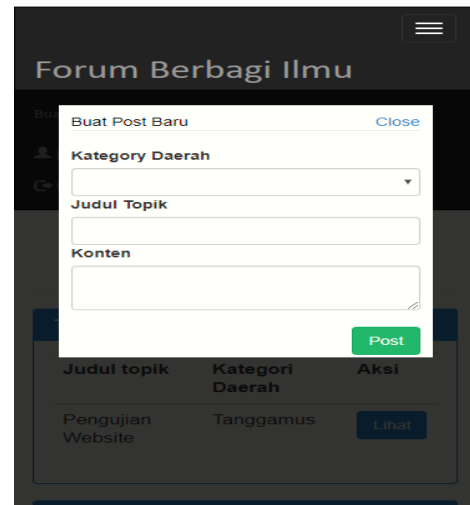 Forum Berbagi Ilmu
Bua
Buat Post Baru
Close
Kategory Daerah
Judul Topik
Konten
Post
Judul topik
Kategori Daerah
Aksi
Pengujian Website
Tanggamus
Lihat